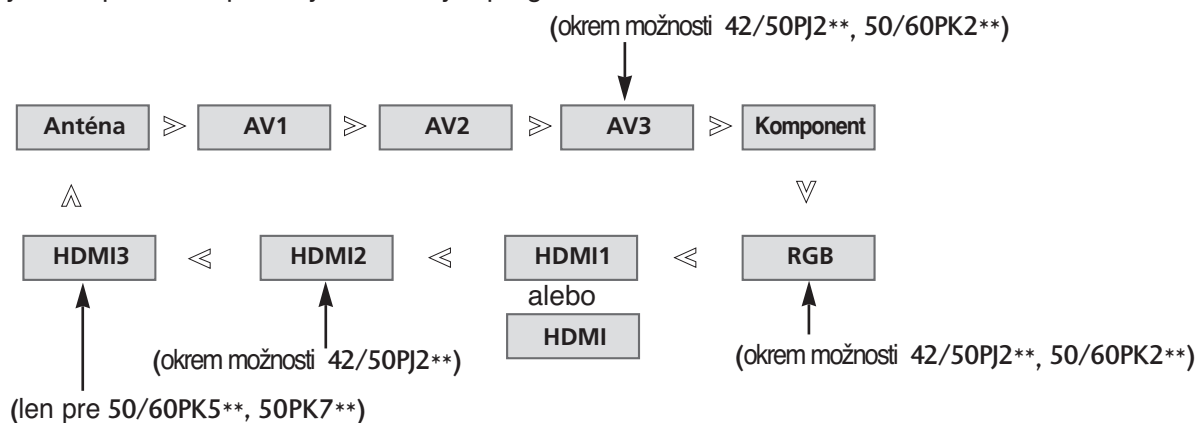 (okrem možnosti 42/50PJ2**, 50/60PK2**)
Anténa AV1 AV2 AV3 Komponent
HDMI3 HDMI2 HDMI1 RGB
alebo
HDMI
(okrem možnosti 42/50PJ2**)
(okrem možnosti 42/50PJ2**, 50/60PK2**)
(len pre 50/60PK5**, 50PK7**)